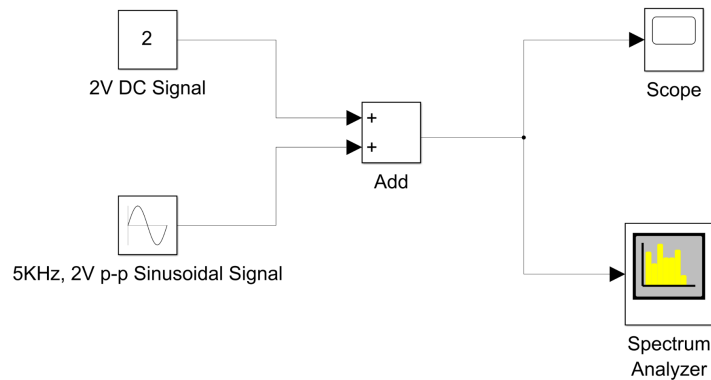 2
2V DC Signal
+
+
Add
Scope
5KHz, 2V p-p Sinusoidal Signal
Spectrum
Analyzer